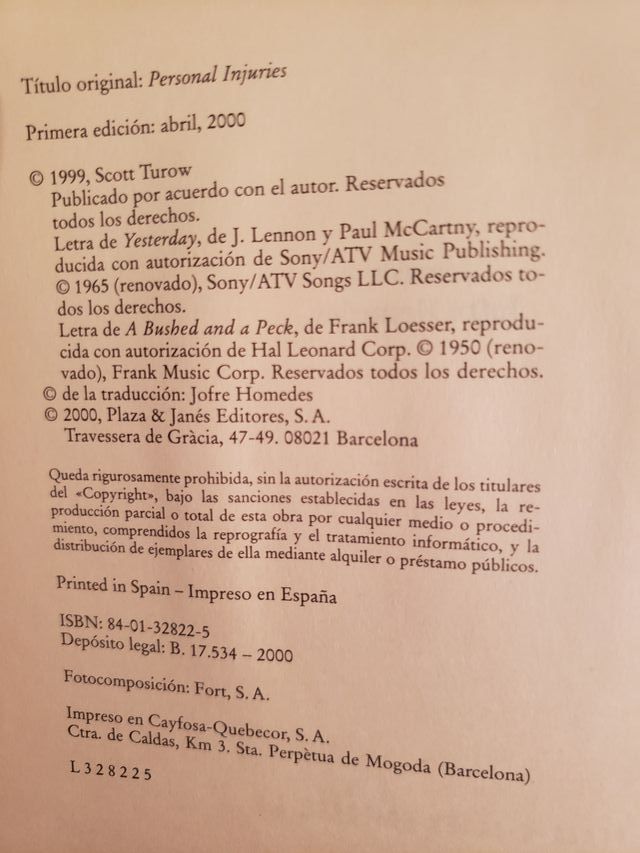 Título original: Personal Injuries
Primera edición: abril, 2000
© 1999, Scott Turow
Publicado por acuerdo con el autor. Reservados
todos los derechos.
Letra de Yesterday, de J. Lennon y Paul McCartny, repro-
ducida con autorización de Sony/ATV Music Publishing.
© 1965 (renovado), Sony/ATV Songs LLC. Reservados to-
dos los derechos.
Letra de A Bushed and a Peck, de Frank Loesser, reprodu-
cida con autorización de Hal Leonard Corp. © 1950 (reno-
vado), Frank Music Corp. Reservados todos los derechos.
© de la traducción: Jofre Homedes
© 2000, Plaza & Janés Editores, S. A.
Travessera de Gràcia, 47-49. 08021 Barcelona
Queda rigurosamente prohibida, sin la autorización escrita de los titulares
del «Copyright», bajo las sanciones establecidas en las leyes, la re-
producción parcial o total de esta obra por cualquier medio o procedi-
miento, comprendidos la reprografía y el tratamiento informático, y la
distribución de ejemplares de ella mediante alquiler o préstamo públicos.
Printed in Spain – Impreso en España
ISBN: 84-01-32822-5
Depósito legal: B. 17.534 – 2000
Fotocomposición: Fort, S. A.
Impreso en Cayfosa-Quebecor, S. A.
Ctra. de Caldas, Km 3. Sta. Perpètua de Mogoda (Barcelona)
L 3 2 8 2 2 5